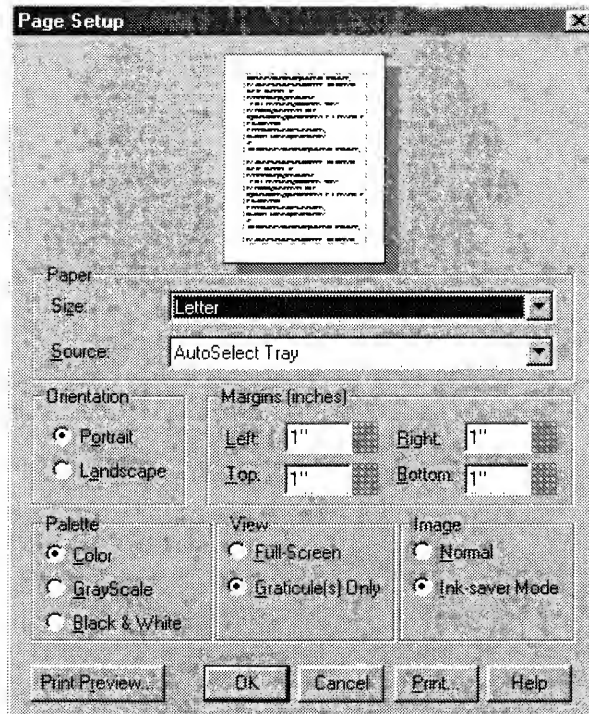 Page Setup
Paper
Size: Letter
Source: AutoSelect Tray
Orientation
Portrait
Landscape
Margins (inches)
Left: 1" Right: 1"
Top: 1" Bottom: 1"
Palette
Color
GrayScale
Black & White
View
Full-Screen
Graticule(s) Only
Image
Normal
Ink-saver Mode
Print Preview... OK Cancel Print... Help